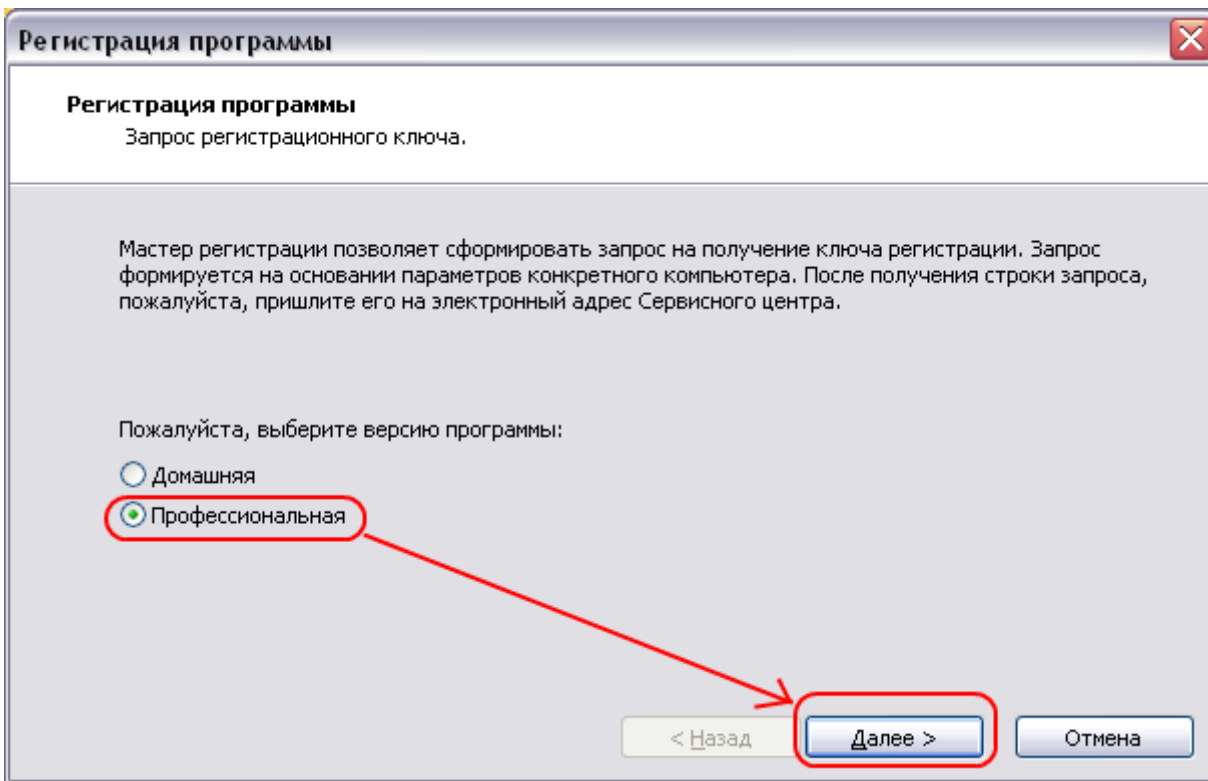 Регистрация программы
Регистрация программы
Запрос регистрационного ключа.
Мастер регистрации позволяет сформировать запрос на получение ключа регистрации. Запрос
формируется на основании параметров конкретного компьютера. После получения строки запроса,
пожалуйста, пришлите его на электронный адрес Сервисного центра.
Пожалуйста, выберите версию программы:
Домашняя
Профессиональная
< Назад Далее > Отмена